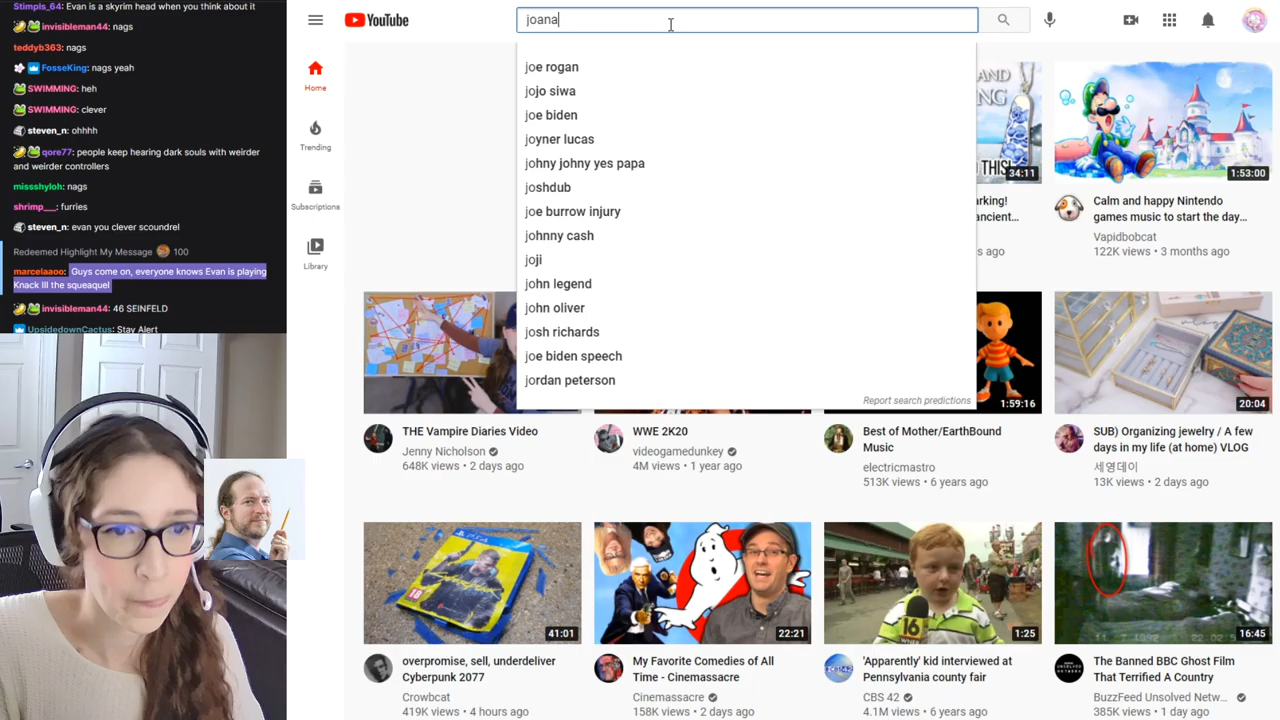 Stimpls_64: Evan is a skyrim head when you think about it
invisibleman44: nags
teddyb363: nags
FosseKing: nags yeah
SWIMMING: heh
SWIMMING: clever
steven_n: ohhhh
qore77: people keep hearing dark souls with weirder
and weirder controllers
missshyloh: nags
shrimp___: furries
steven_n: evan you clever scoundrel
Redeemed Highlight My Message 100
marcelaaoo: Guys come on, everyone knows Evan is playing
Knack III the squeaquel
invisibleman44: 46 SEINFELD
UpsidedownCactus: Stay Alert
YouTube
joana
joe rogan
jojo siwa
joe biden
joyner lucas
johny johny yes papa
joshdub
joe burrow injury
johnny cash
joji
john legend
john oliver
josh richards
joe biden speech
jordan peterson
Report search predictions
Home
Trending
Subscriptions
Library
AND
NG
THIS!
34:11
rking!
ancient...
1:53:00
Calm and happy Nintendo
games music to start the day...
Vapidbobcat
122K views • 3 months ago
THE Vampire Diaries Video
Jenny Nicholson
648K views • 2 days ago
WWE 2K20
videogamedunkey
4M views • 1 year ago
1:59:16
Best of Mother/EarthBound
Music
electricmastro
513K views • 6 years ago
20:04
SUB) Organizing jewelry / A few
days in my life (at home) VLOG
세영데이
13K views • 2 days ago
PS4
18
41:01
overpromise, sell, underdeliver
Cyberpunk 2077
Crowbcat
419K views • 4 hours ago
22:21
My Favorite Comedies of All
Time - Cinemassacre
Cinemassacre
158K views • 2 days ago
16
1:25
'Apparently' kid interviewed at
Pennsylvania county fair
CBS 42
4.1M views • 6 years ago
16:45
The Banned BBC Ghost Film
That Terrified A Country
BuzzFeed Unsolved Netw...
385K views • 1 day ago